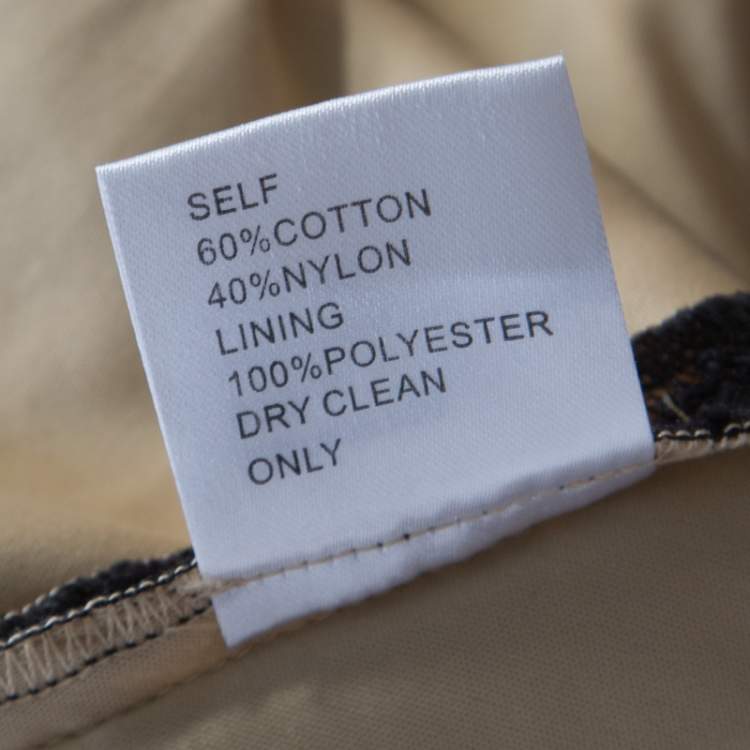 SELF
60%COTTON
40%NYLON
LINING
100%POLYESTER
DRY CLEAN
ONLY